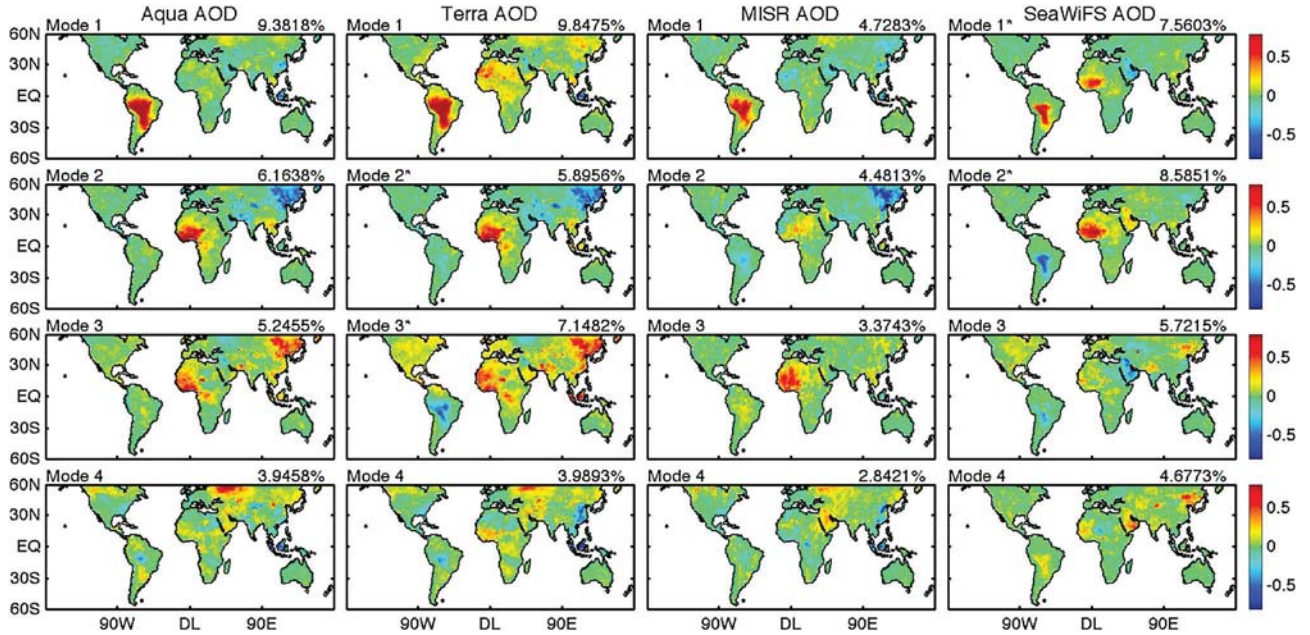 Aqua AOD Terra AOD MISR AOD SeaWiFS AOD
Mode 1 9.3818% Mode 1 9.8475% Mode 1 4.7283% Mode 1* 7.5603%
60N
30N
EQ
30S
60S
0.5
0
-0.5
Mode 2 6.1638% Mode 2* 5.8956% Mode 2 4.4813% Mode 2* 8.5851%
60N
30N
EQ
30S
60S
0.5
0
-0.5
Mode 3 5.2455% Mode 3* 7.1482% Mode 3 3.3743% Mode 3 5.7215%
60N
30N
EQ
30S
60S
0.5
0
-0.5
Mode 4 3.9458% Mode 4 3.9893% Mode 4 2.8421% Mode 4 4.6773%
60N
30N
EQ
30S
60S
0.5
0
-0.5
90W DL 90E 90W DL 90E 90W DL 90E 90W DL 90E